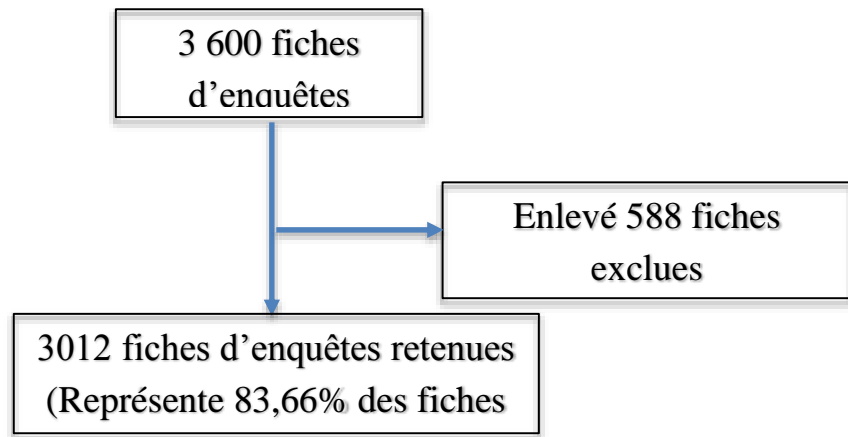 3 600 fiches
d’enquêtes
Enlevé 588 fiches
exclues
3012 fiches d’enquêtes retenues
(Représente 83,66% des fiches